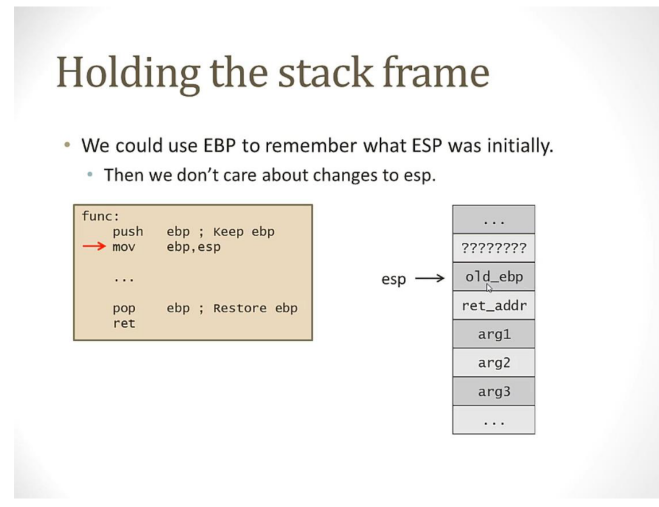 Holding the stack frame
• We could use EBP to remember what ESP was initially.
• Then we don't care about changes to esp.
func:
push ebp ; Keep ebp
mov ebp,esp
...
pop ebp ; Restore ebp
ret
...
????????
esp
old_ebp
ret_addr
arg1
arg2
arg3
...